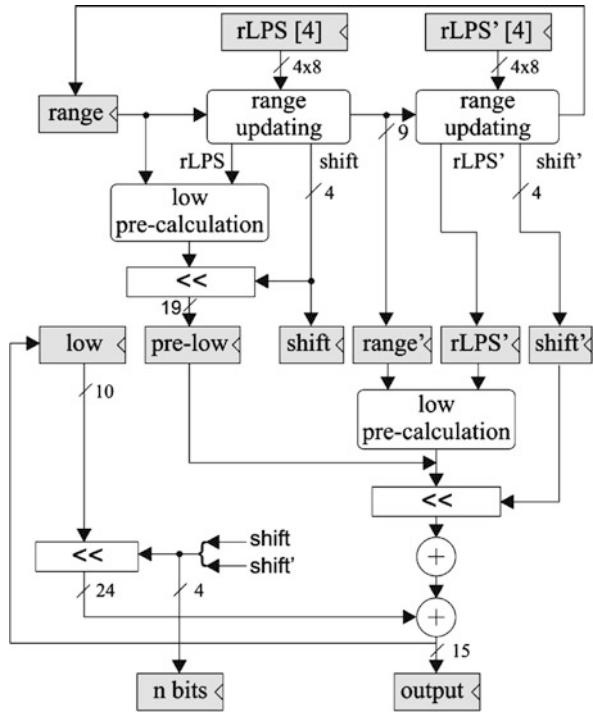 rLPS [4]
rLPS’ [4]
4x8
4x8
range
range
updating
9
range
updating
rLPS
shift
rLPS’
shift’
4
4
low
pre-calculation
<<
19
low
pre-low
shift
range’
rLPS’
shift’
10
low
pre-calculation
<<
<<
shift
shift’
+
24
4
+
15
n bits
output